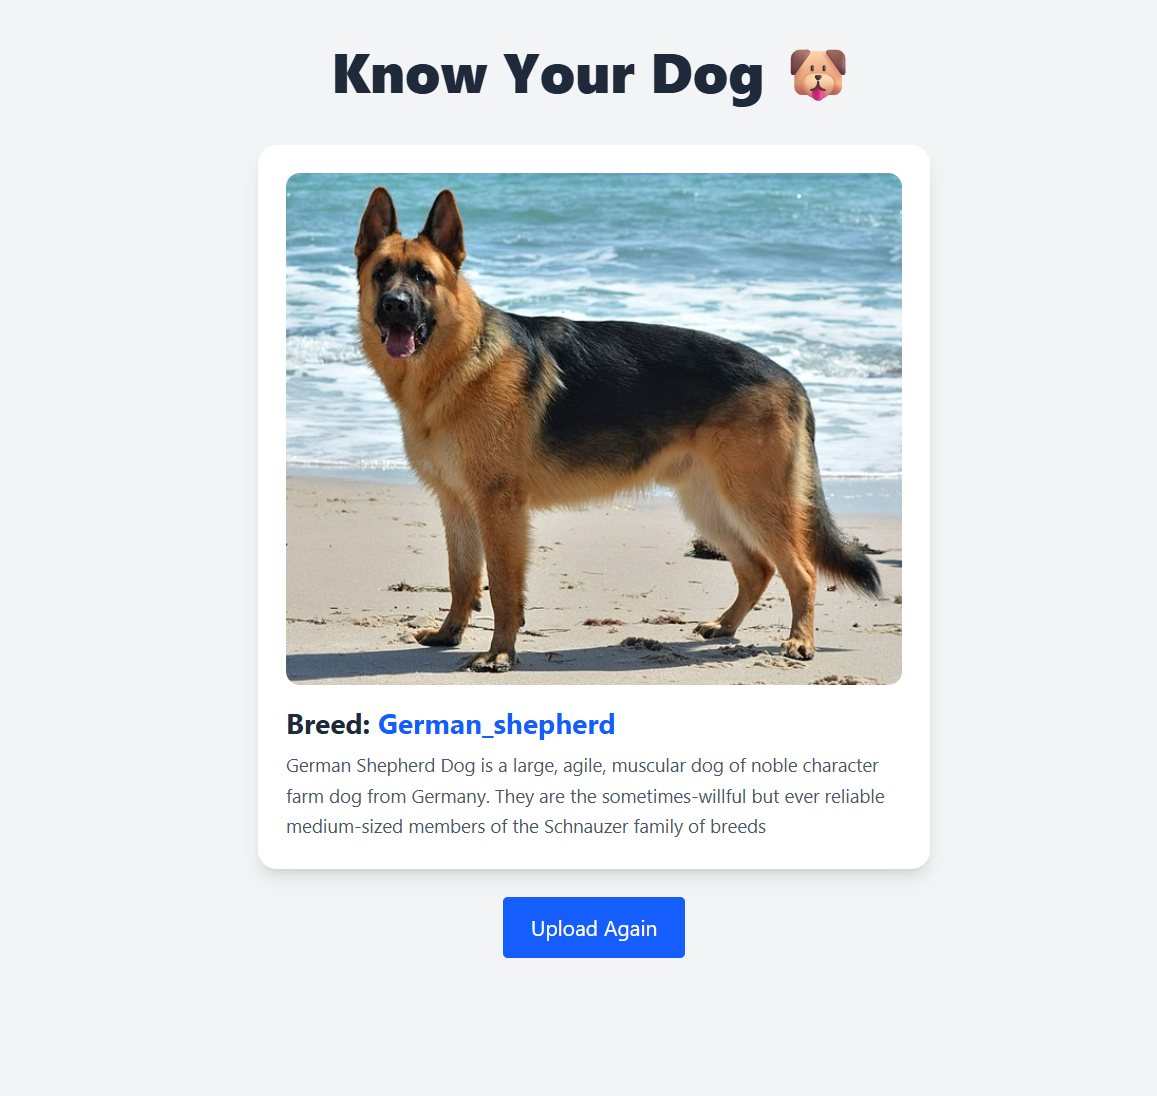 Know Your Dog
Breed: German_shepherd
German Shepherd Dog is a large, agile, muscular dog of noble character
farm dog from Germany. They are the sometimes-willful but ever reliable
medium-sized members of the Schnauzer family of breeds
Upload Again